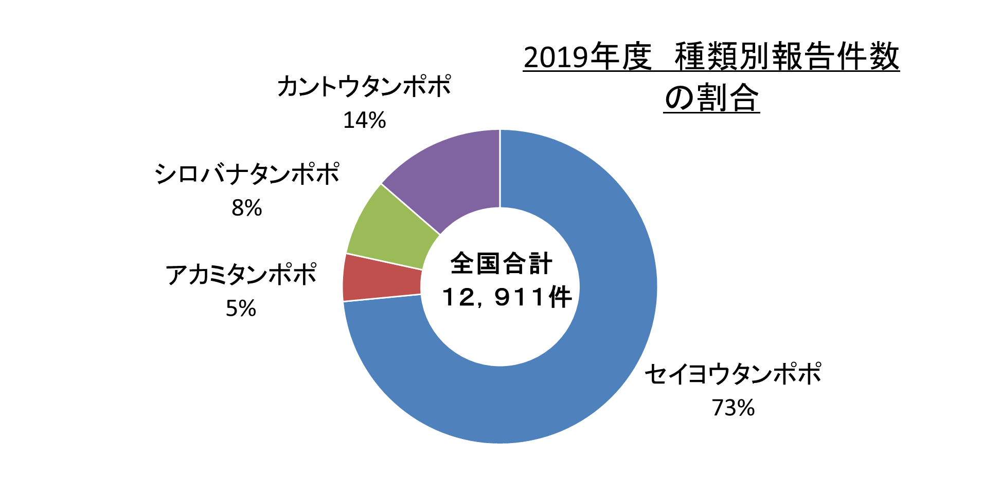 2019年度　種類別報告件数
の割合
カントウタンポポ
14%
シロバナタンポポ
8%
アカミタンポポ
5%
全国合計
１２，９１１件
セイヨウタンポポ
73%